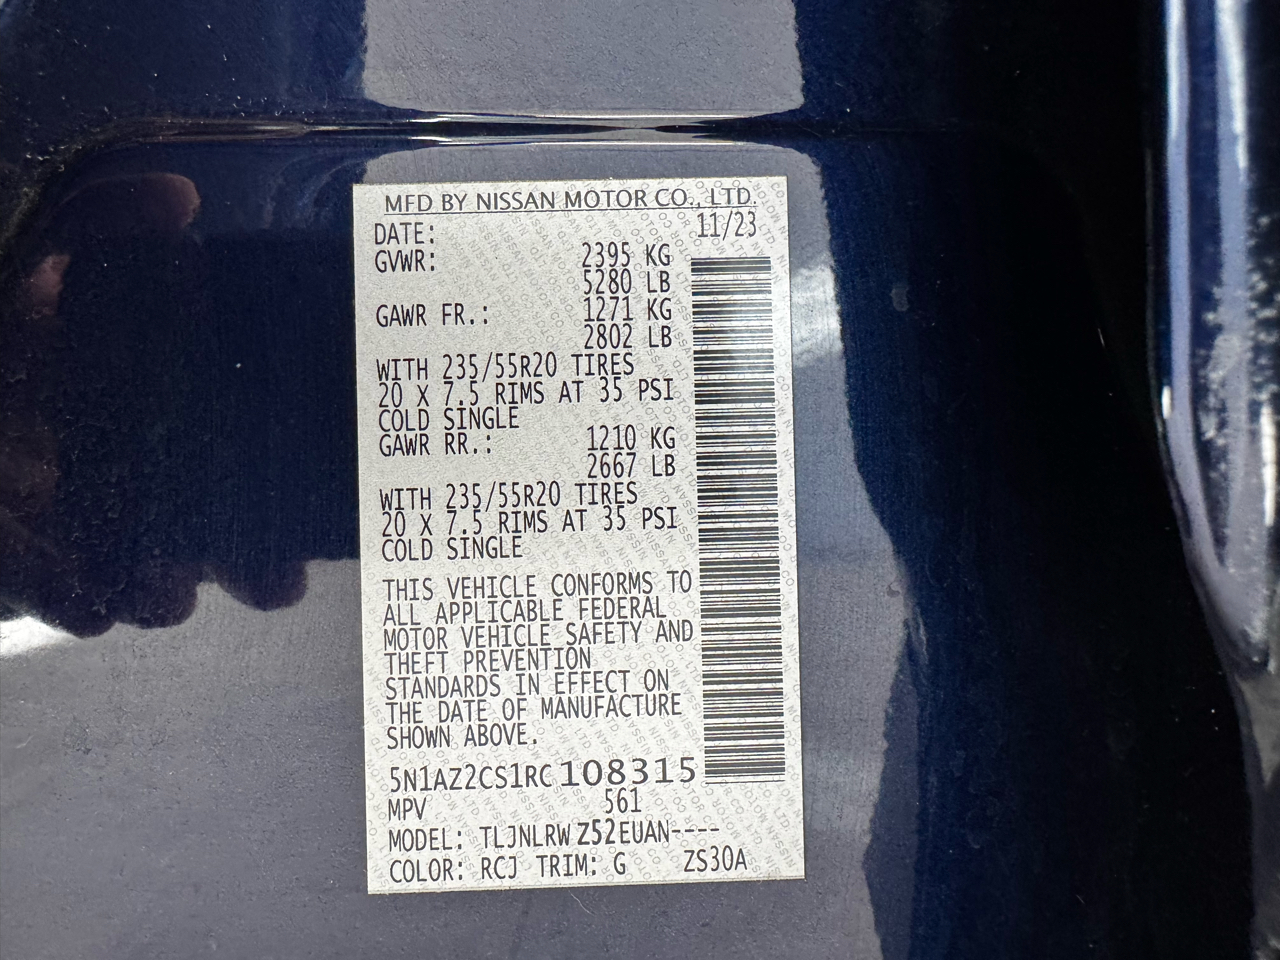 MFD BY NISSAN MOTOR CO., LTD.
DATE: 11/23
GVWR: 2395 KG
5280 LB
GAWR FR.: 1271 KG
2802 LB
WITH 235/55R20 TIRES
20 X 7.5 RIMS AT 35 PSI
COLD SINGLE
GAWR RR.: 1210 KG
2667 LB
WITH 235/55R20 TIRES
20 X 7.5 RIMS AT 35 PSI
COLD SINGLE
THIS VEHICLE CONFORMS TO
ALL APPLICABLE FEDERAL
MOTOR VEHICLE SAFETY AND
THEFT PREVENTION
STANDARDS IN EFFECT ON
THE DATE OF MANUFACTURE
SHOWN ABOVE.
5N1AZ2CS1RC108315
MPV 561
MODEL: TLJNLRWZ52EUAN----
COLOR: RCJ TRIM: G ZS30A